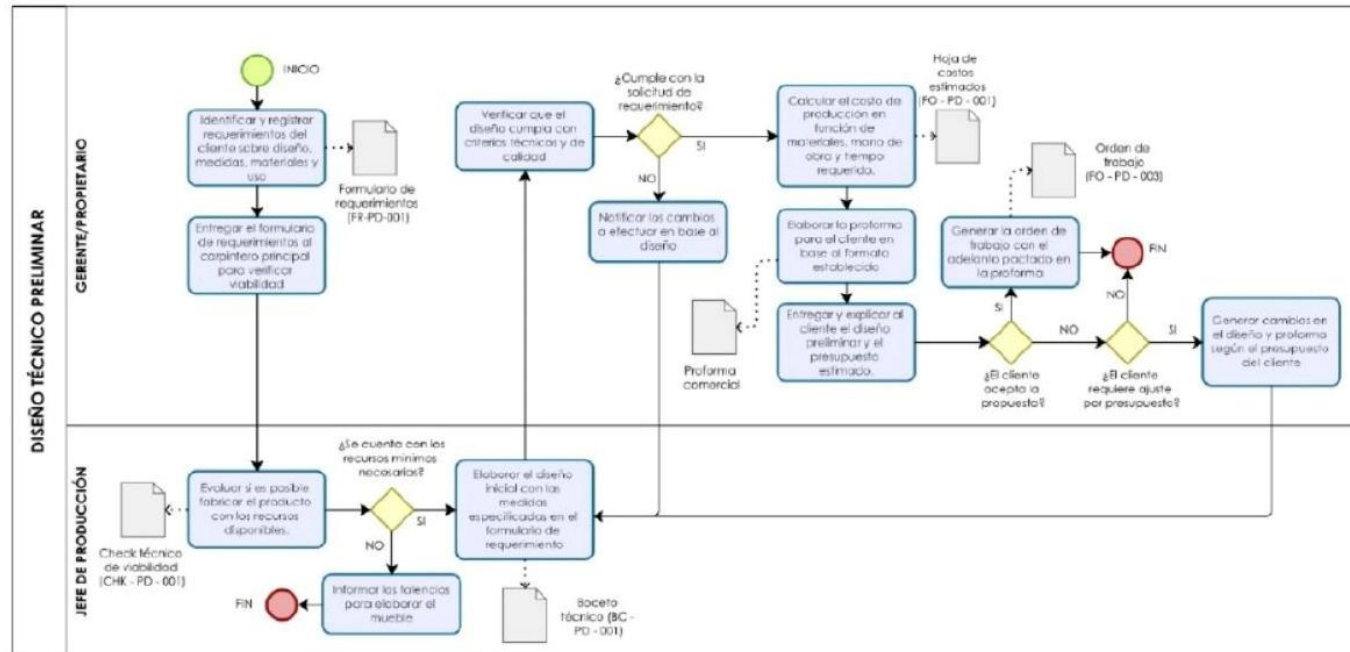 DISEÑO TÉCNICO PRELIMINAR
GERENTE/PROPIETARIO
INICIO
Identificar y registrar
requerimientos del
cliente sobre diseño,
medidas, materiales y
uso
Formulario de
requerimientos
(FR-PD-001)
Entregar el formulario
de requerimientos al
carpintero principal
para verificar
viabilidad
Verificar que el
diseño cumpla con
criterios técnicos y de
calidad
¿Cumple con la
solicitud de
requerimiento?
SI
NO
Notificar los cambios
a efectuar en base al
diseño
Calcular el costo de
producción en
función de
materiales, mano de
obra y tiempo
requerido.
Hoja de
costos
estimados
(FO - PD - 001)
Elaborar la proforma
para el cliente en
base al formato
establecido
Proforma
comercial
Entregar y explicar al
cliente el diseño
preliminar y el
presupuesto
estimado.
¿El cliente
acepta la
propuesta?
SI
NO
Generar la orden de
trabajo con el
adelanto pactado en
la proforma
Orden de
trabajo
(FO - PD - 003)
FIN
NO
¿El cliente
requiere ajuste
por presupuesto?
SI
Generar cambios en
el diseño y proforma
según el presupuesto
del cliente
JEFE DE PRODUCCIÓN
Evaluar si es posible
fabricar el producto
con los recursos
disponibles.
Check técnico
de viabilidad
(CHK - PD - 001)
¿Se cuenta con los
recursos mínimos
necesarios?
SI
NO
Informar las falencias
para elaborar el
mueble
FIN
Elaborar el diseño
inicial con las
medidas
especificadas en el
formulario de
requerimiento
Boceto
técnico (BC -
PD - 001)